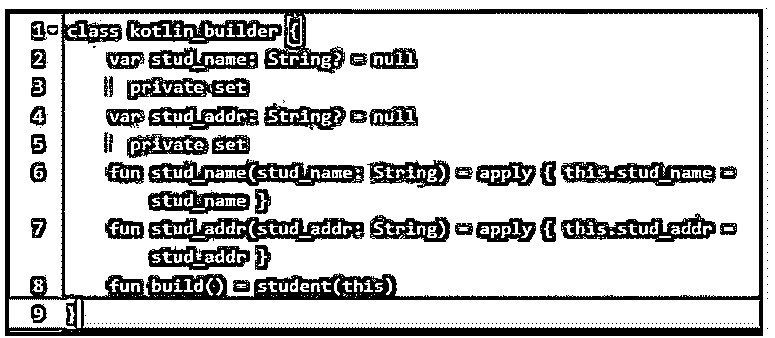 1 class kotlin_builder {
2 var stud_name: String? = null
3 private set
4 var stud_addr: String? = null
5 private set
6 fun stud_name(stud_name: String) = apply { this.stud_name =
stud_name }
7 fun stud_addr(stud_addr: String) = apply { this.stud_addr =
stud_addr }
8 fun build() = student(this)
9 }